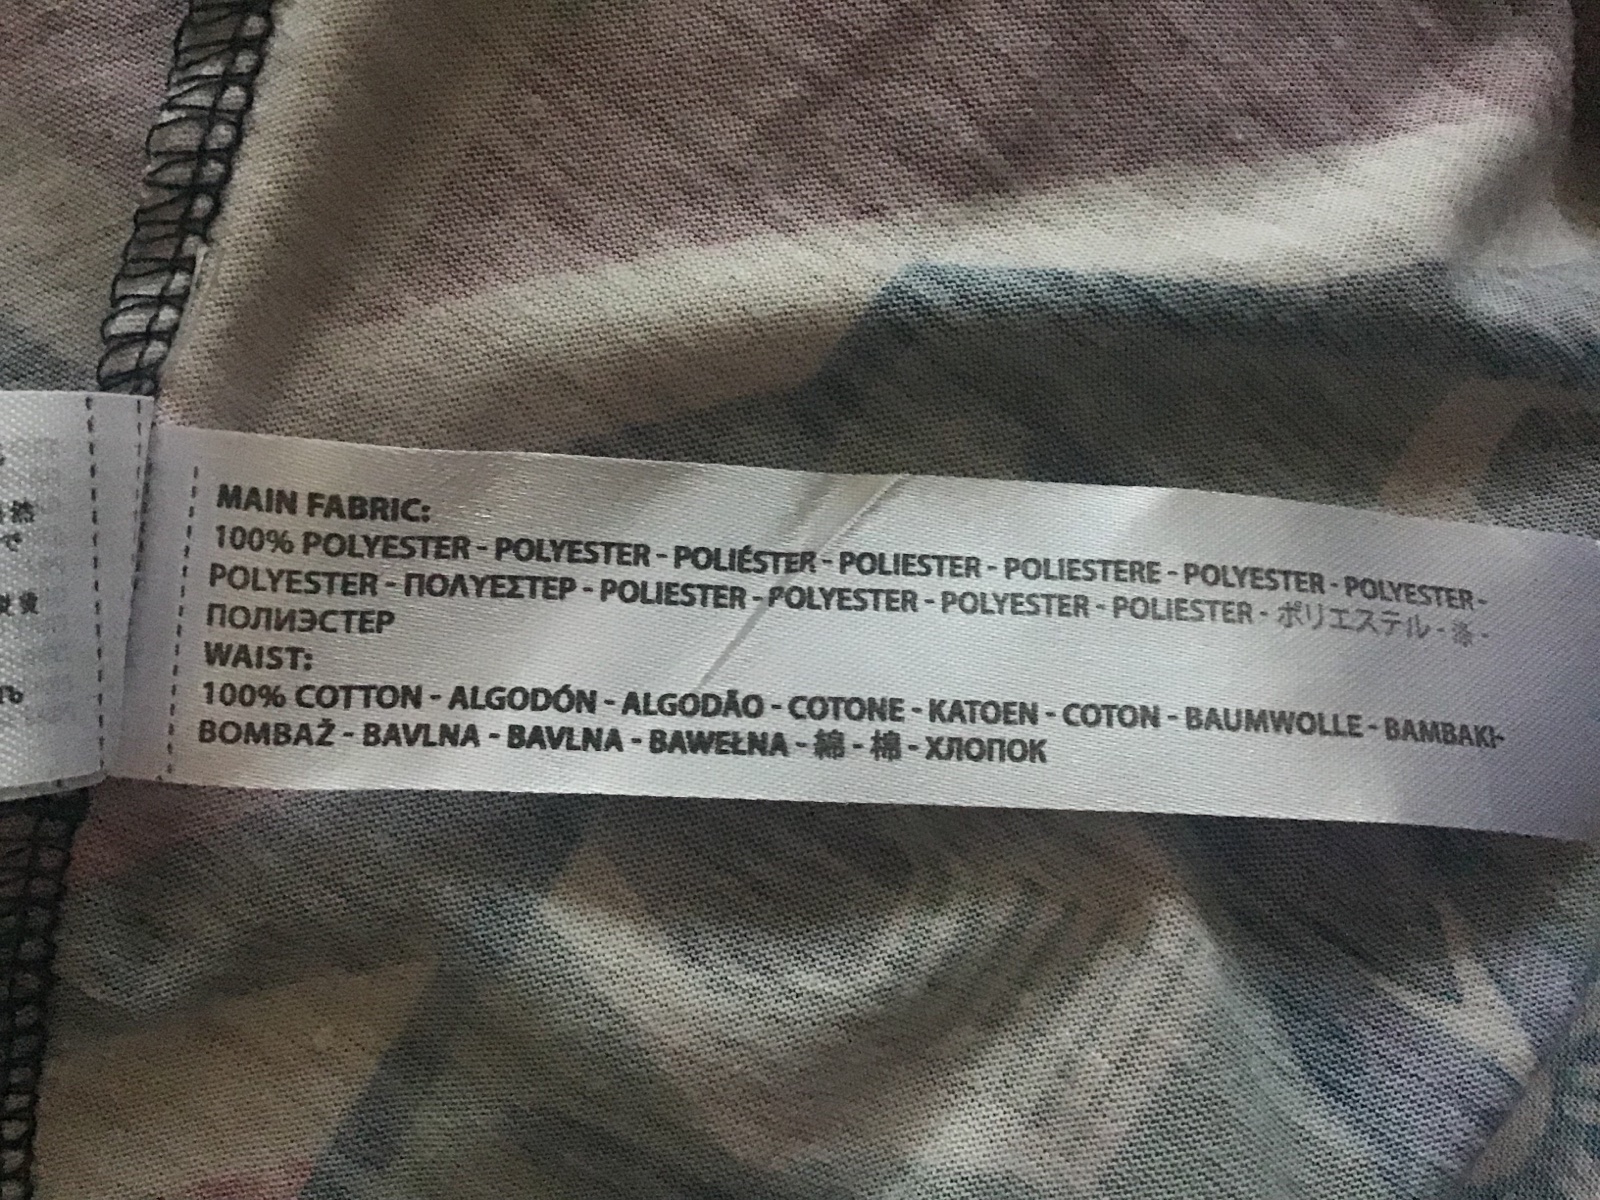 MAIN FABRIC:
100% POLYESTER - POLYESTER - POLIÉSTER - POLIESTER - POLIESTERE - POLYESTER - POLYESTER -
POLYESTER - ΠΟΛΥΕΣΤΕΡ - POLIESTER - POLYESTER - POLYESTER - POLIESTER - ポリエステル - 涤 -
ПОЛИЭСТЕР
WAIST:
100% COTTON - ALGODÓN - ALGODÃO - COTONE - KATOEN - COTON - BAUMWOLLE - BAMBAKI-
BOMBAŽ - BAVLNA - BAVLNA - BAWEŁNA - 綿 - 棉 - ХЛОПОК